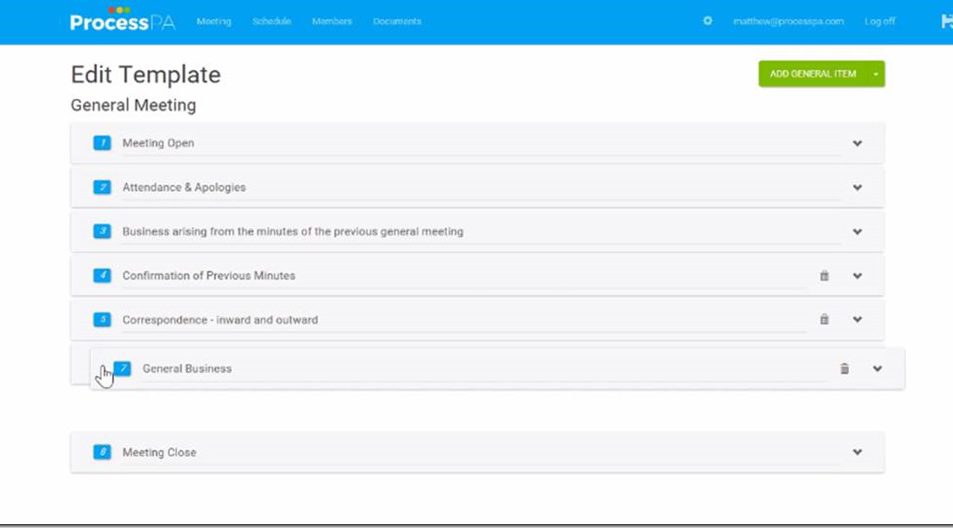 ProcessPA Meeting Schedule Members Documents matthew@processpa.com Log off
Edit Template
ADD GENERAL ITEM
General Meeting
1 Meeting Open
2 Attendance & Apologies
3 Business arising from the minutes of the previous general meeting
4 Confirmation of Previous Minutes
5 Correspondence - inward and outward
7 General Business
8 Meeting Close